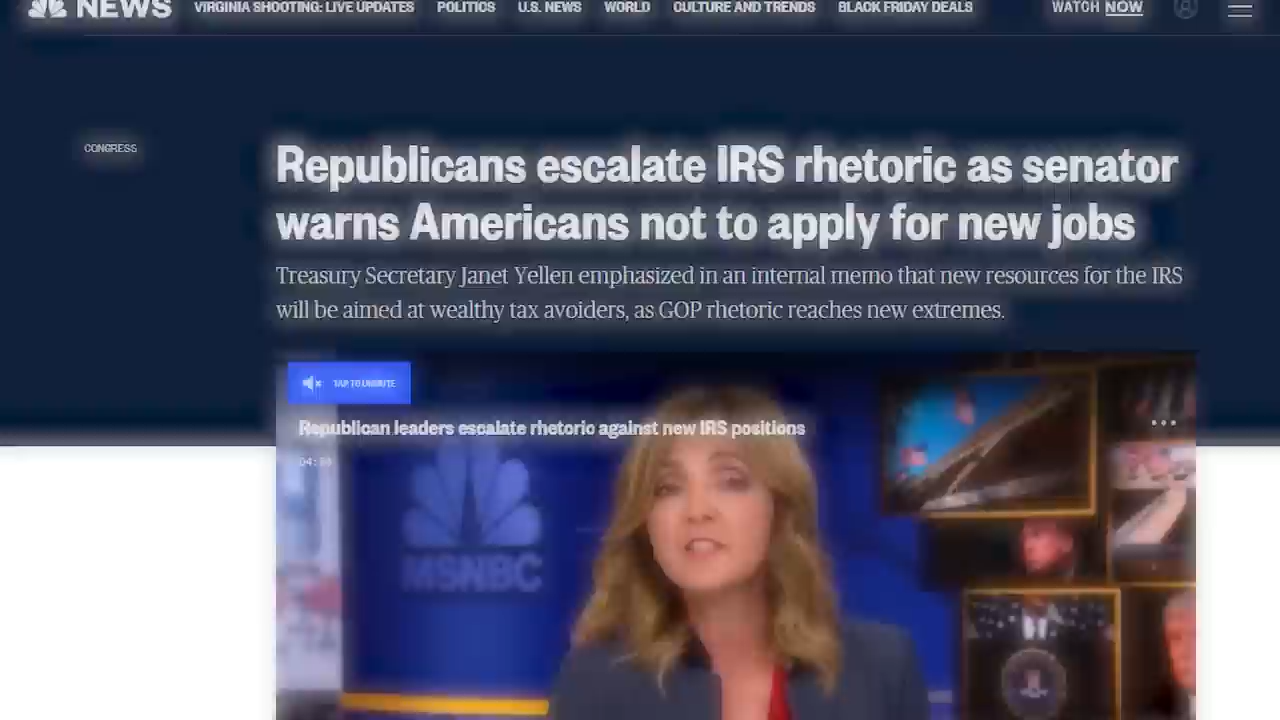 NEWS VIRGINIA SHOOTING: LIVE UPDATES POLITICS U.S. NEWS WORLD CULTURE AND TRENDS BLACK FRIDAY DEALS WATCH NOW
CONGRESS
Republicans escalate IRS rhetoric as senator
warns Americans not to apply for new jobs
Treasury Secretary Janet Yellen emphasized in an internal memo that new resources for the IRS
will be aimed at wealthy tax avoiders, as GOP rhetoric reaches new extremes.
TAP TO UNMUTE
Republican leaders escalate rhetoric against new IRS positions
MSNBC